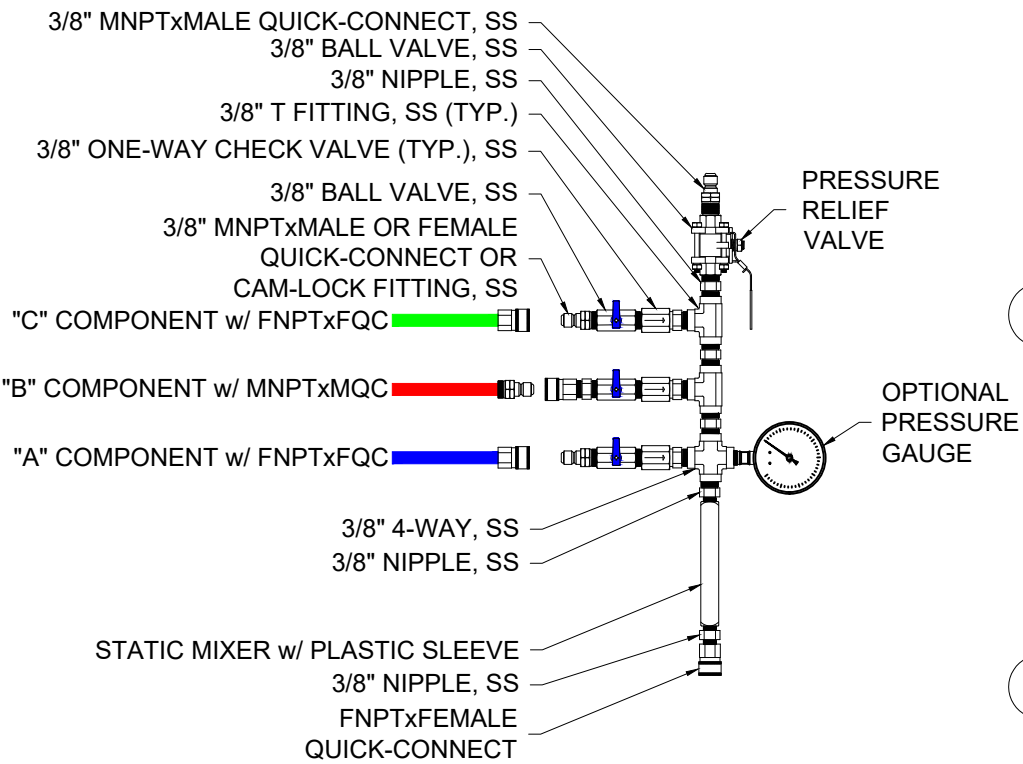 3/8" MNPTxMALE QUICK-CONNECT, SS
3/8" BALL VALVE, SS
3/8" NIPPLE, SS
3/8" T FITTING, SS (TYP.)
3/8" ONE-WAY CHECK VALVE (TYP.), SS
3/8" BALL VALVE, SS
3/8" MNPTxMALE OR FEMALE
QUICK-CONNECT OR
CAM-LOCK FITTING, SS
"C" COMPONENT w/ FNPTxFQC
"B" COMPONENT w/ MNPTxMQC
"A" COMPONENT w/ FNPTxFQC
3/8" 4-WAY, SS
3/8" NIPPLE, SS
STATIC MIXER w/ PLASTIC SLEEVE
3/8" NIPPLE, SS
FNPTxFEMALE
QUICK-CONNECT
PRESSURE
RELIEF
VALVE
OPTIONAL
PRESSURE
GAUGE